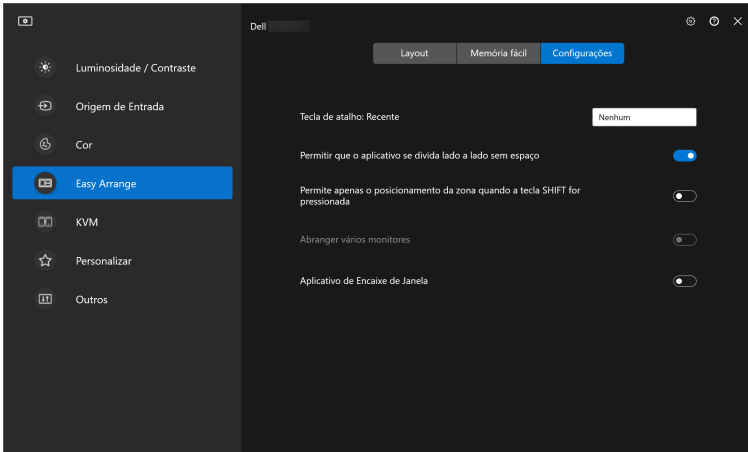 Dell
Layout
Memória fácil
Configurações
Luminosidade / Contraste
Origem de Entrada
Cor
Easy Arrange
KVM
Personalizar
Outros
Tecla de atalho: Recente
Nenhum
Permitir que o aplicativo se divida lado a lado sem espaço
Permite apenas o posicionamento da zona quando a tecla SHIFT for
pressionada
Abranger vários monitores
Aplicativo de Encaixe de Janela